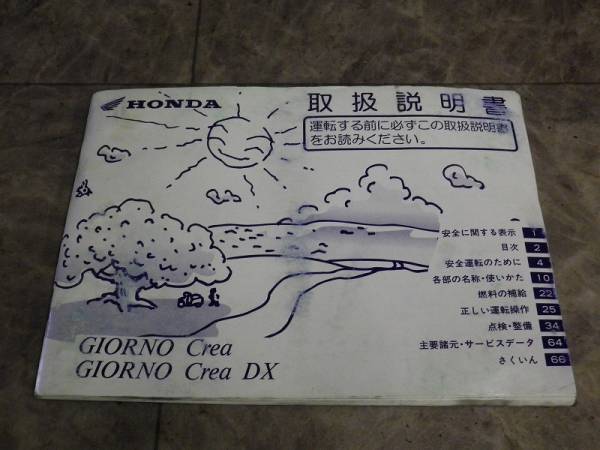 HONDA
取扱説明書
運転する前に必ずこの取扱説明書
をお読みください。
安全に関する表示 1
目次 2
安全運転のために 4
各部の名称・使いかた 10
燃料の補給 22
正しい運転操作 25
点検・整備 34
主要諸元・サービスデータ 64
さくいん 66
GIORNO Crea
GIORNO Crea DX